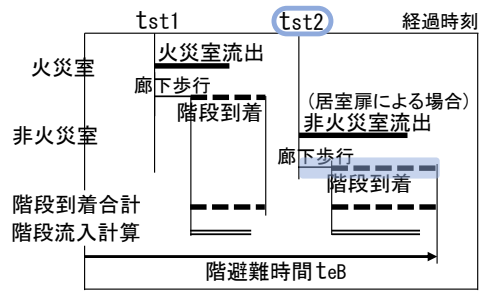 tst1 tst2 経過時刻
火災室 火災室流出
廊下歩行
階段到着
(居室扉による場合)
非火災室 非火災室流出
廊下歩行
階段到着
階段到着合計
階段流入計算
階避難時間teB